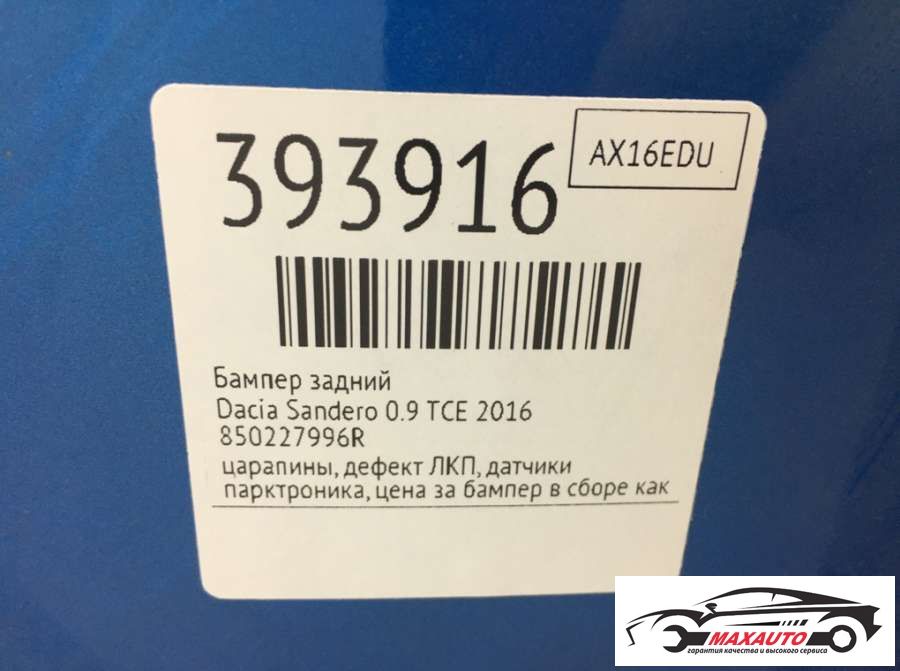 393916
AX16EDU
Бампер задний
Dacia Sandero 0.9 TCE 2016
850227996R
царапины, дефект ЛКП, датчики
парктроника, цена за бампер в сборе как
MAXAUTO
гарантия качества и высокого сервиса